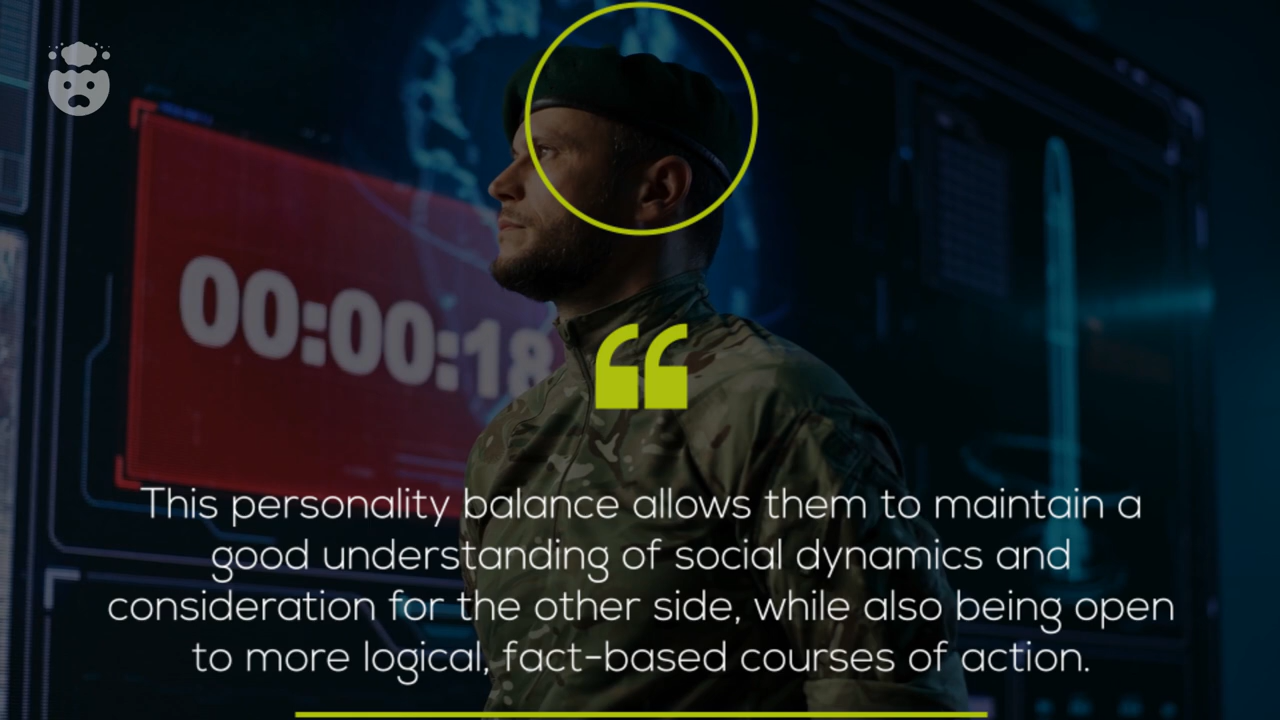 00:00:18
This personality balance allows them to maintain a
good understanding of social dynamics and
consideration for the other side, while also being open
to more logical, fact-based courses of action.